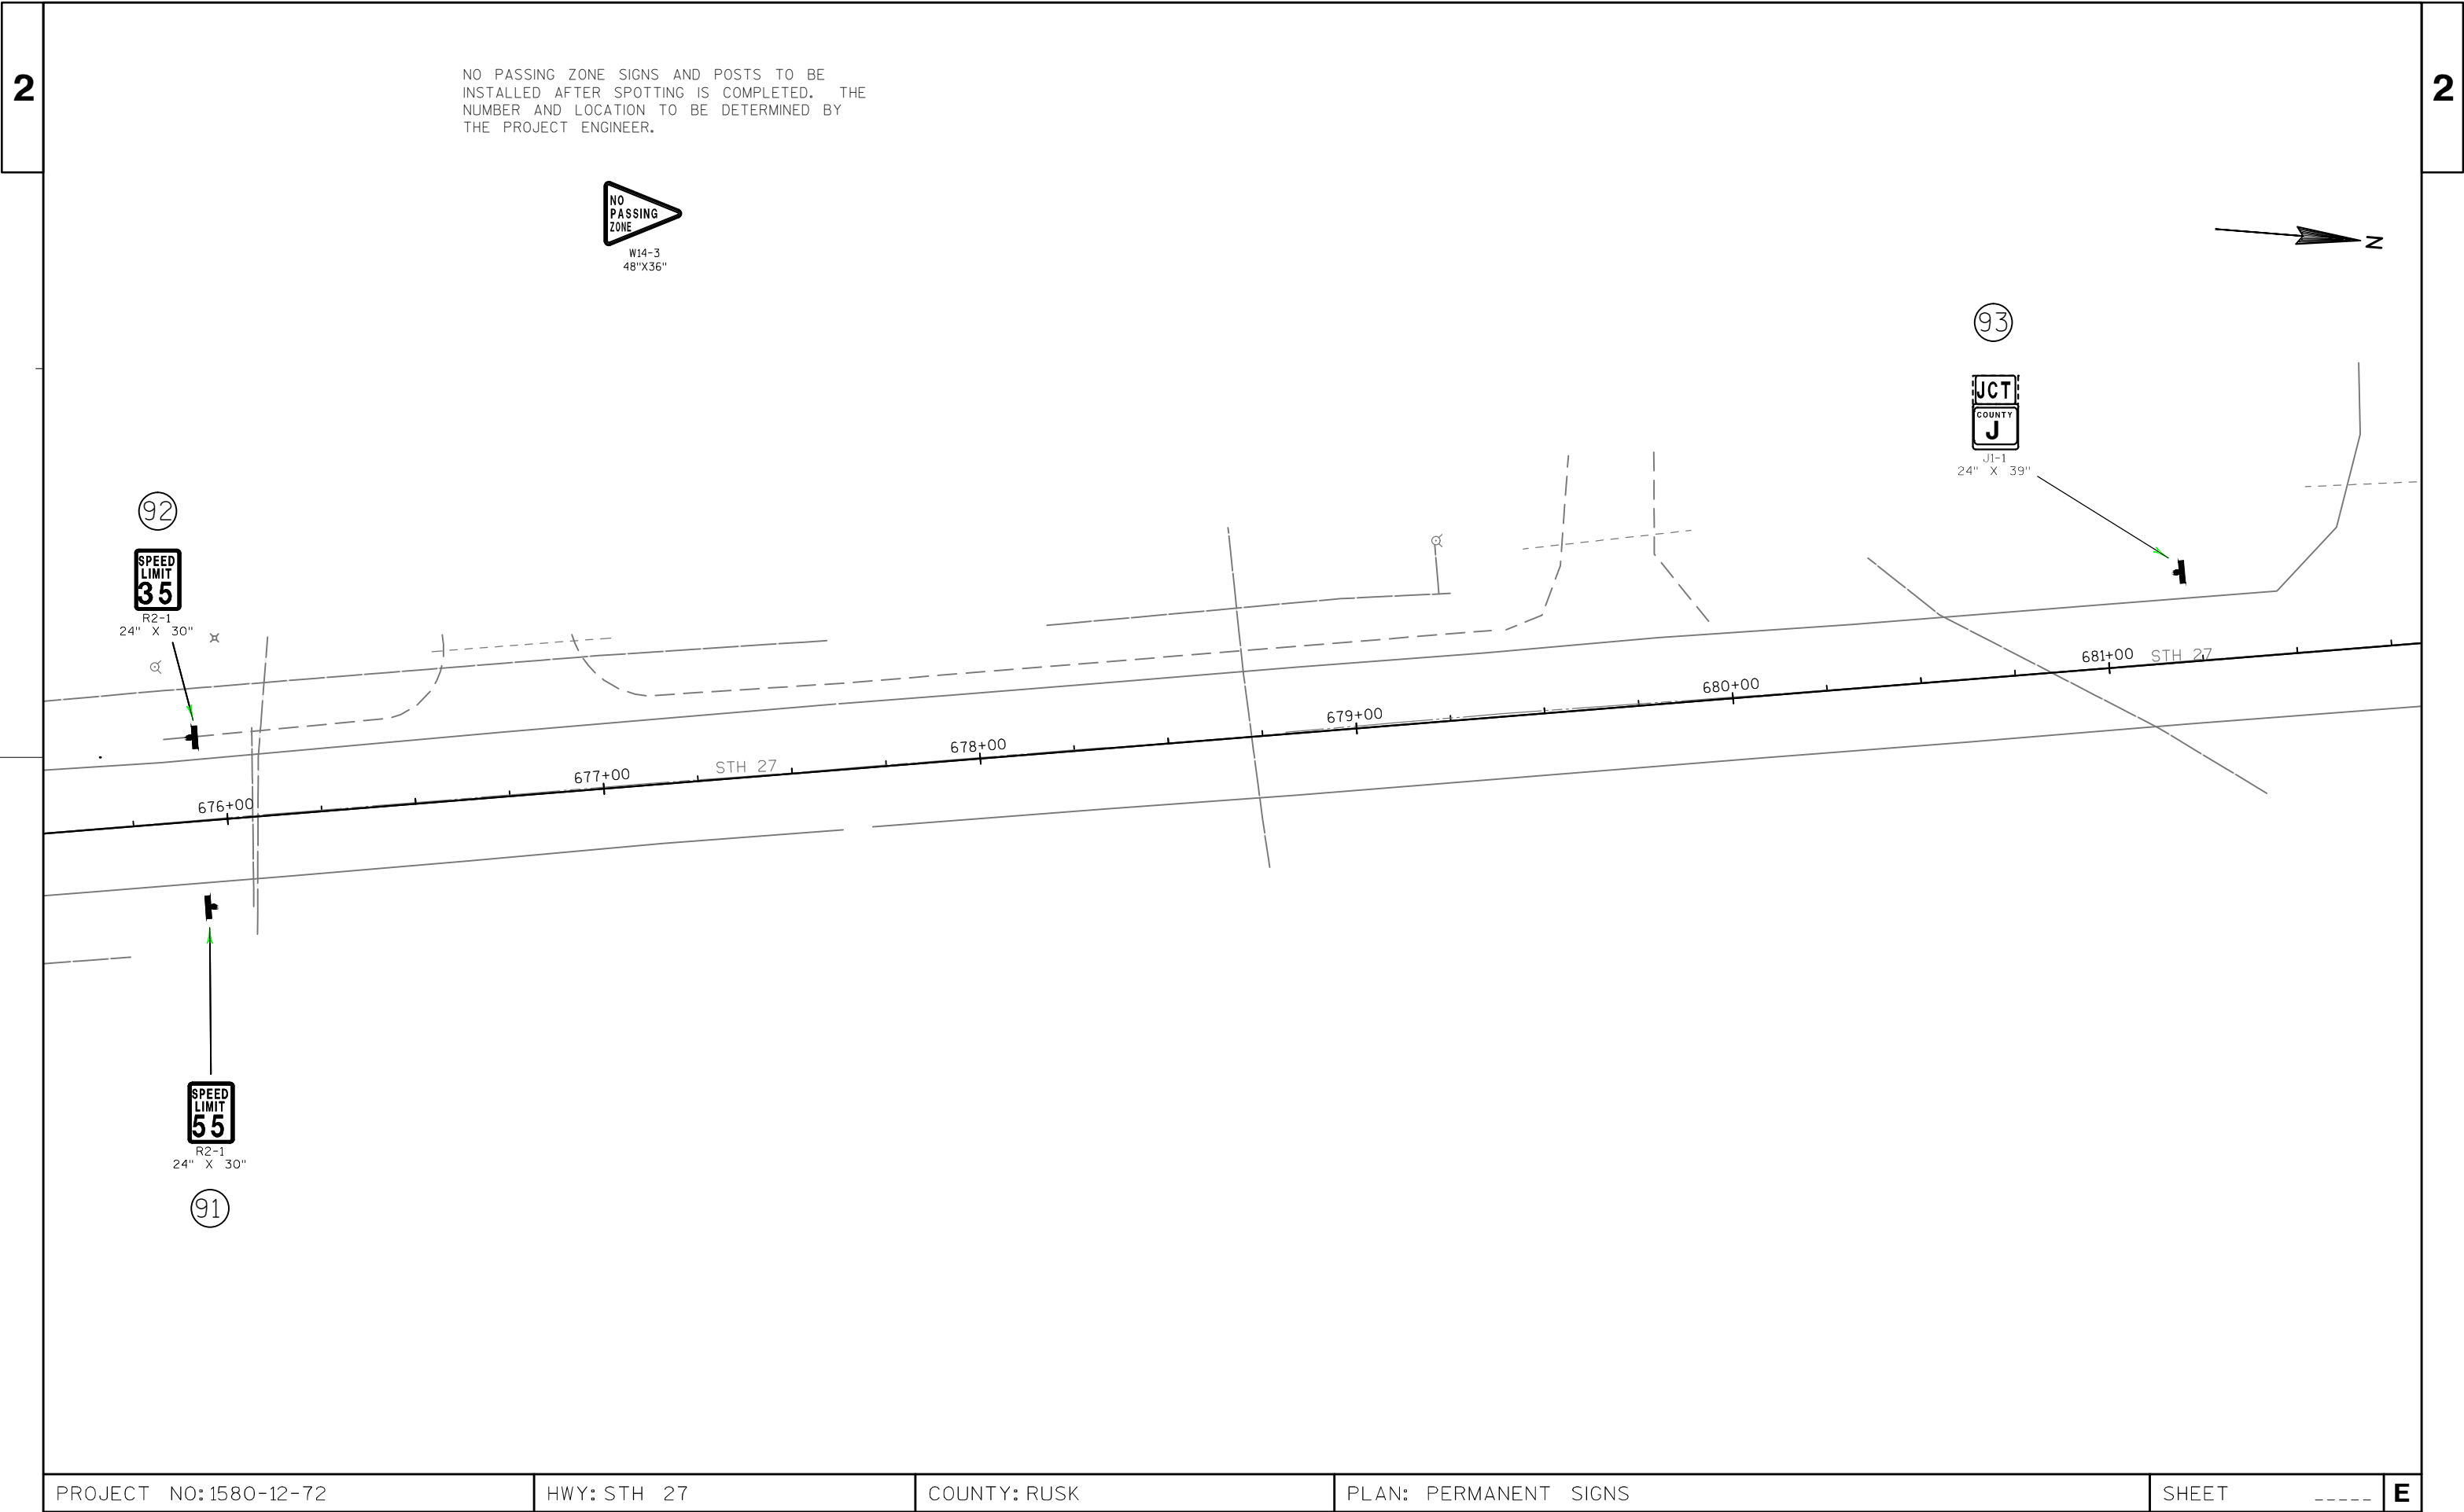 2
2
NO PASSING ZONE SIGNS AND POSTS TO BE
INSTALLED AFTER SPOTTING IS COMPLETED. THE
NUMBER AND LOCATION TO BE DETERMINED BY
THE PROJECT ENGINEER.
NO
PASSING
ZONE
W14-3
48"X36"
N
93
JCT
COUNTY
J
J1-1
24" X 39"
92
SPEED
LIMIT
35
R2-1
24" X 30"
676+00
677+00
STH 27
678+00
679+00
680+00
681+00
STH 27
SPEED
LIMIT
55
R2-1
24" X 30"
91
PROJECT NO:1580-12-72
HWY:STH 27
COUNTY:RUSK
PLAN: PERMANENT SIGNS
SHEET _____
E